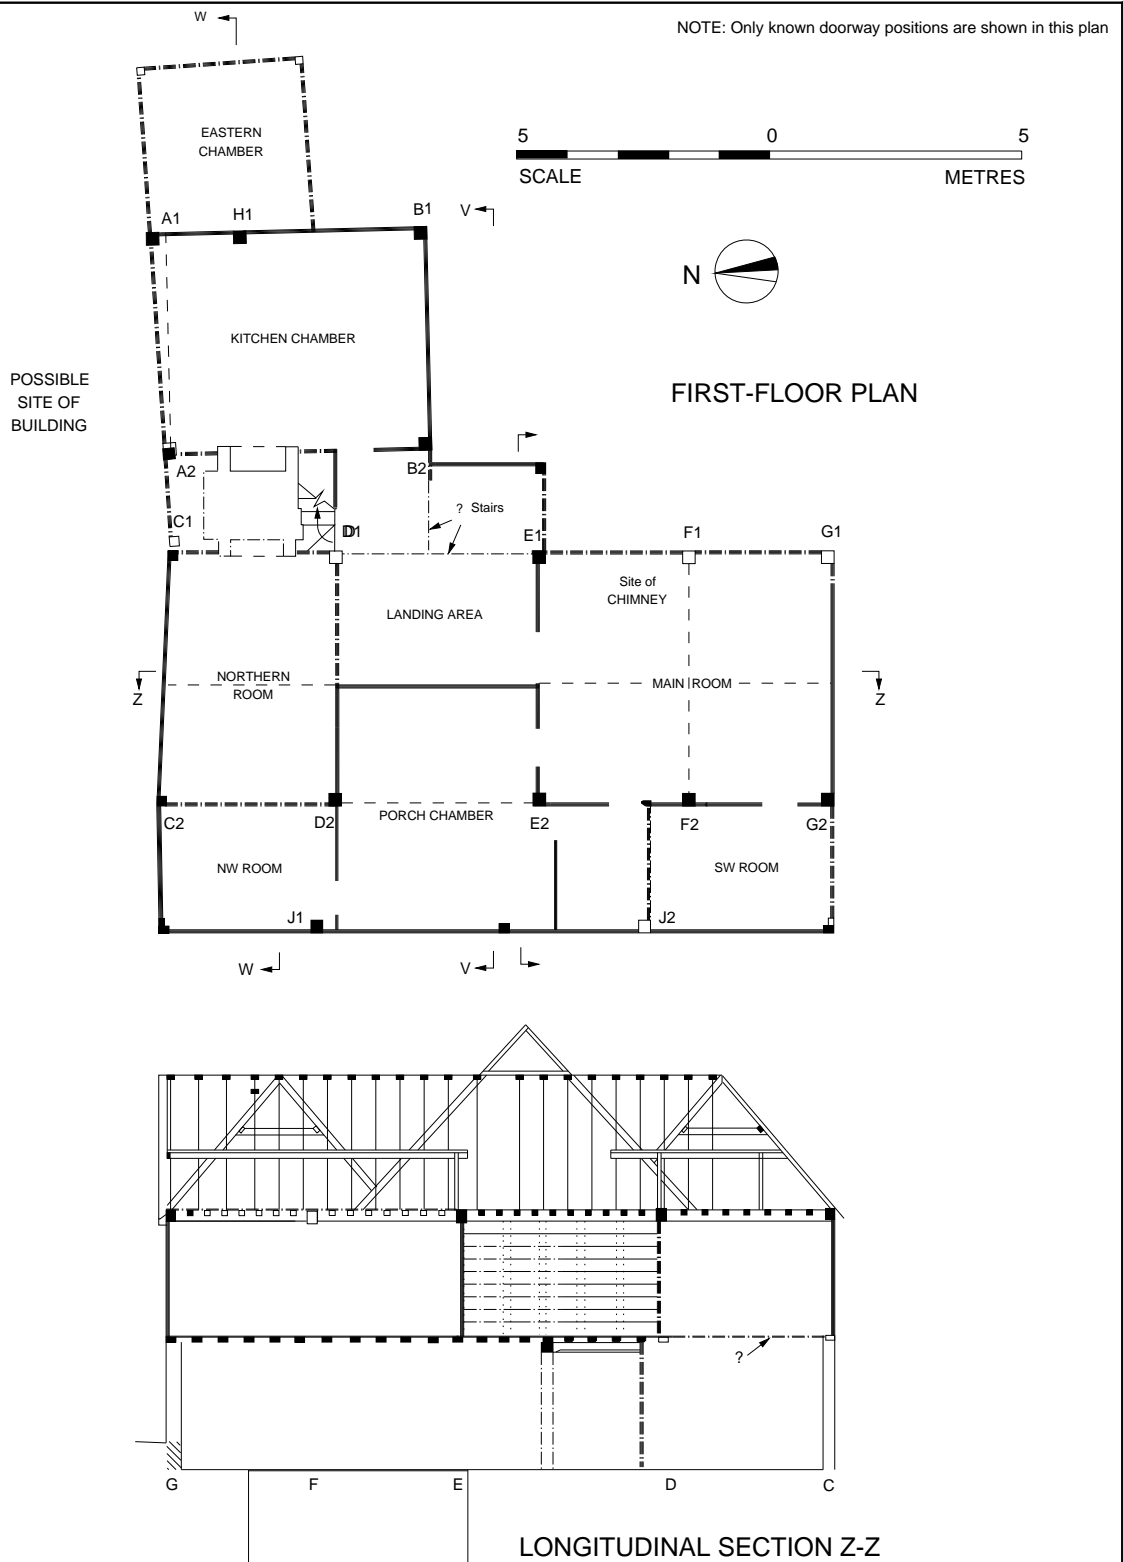 W
NOTE: Only known doorway positions are shown in this plan
EASTERN
CHAMBER
5 0 5
SCALE METRES
A1 H1 B1 V
N
KITCHEN CHAMBER
POSSIBLE
SITE OF
BUILDING
FIRST-FLOOR PLAN
A2 B2
? Stairs
C1 D1 E1 F1 G1
Site of
CHIMNEY
LANDING AREA
NORTHERN
ROOM
MAIN ROOM
Z Z
C2 D2 PORCH CHAMBER E2 F2 G2
NW ROOM SW ROOM
J1 J2
W V
?
G F E D C
LONGITUDINAL SECTION Z-Z